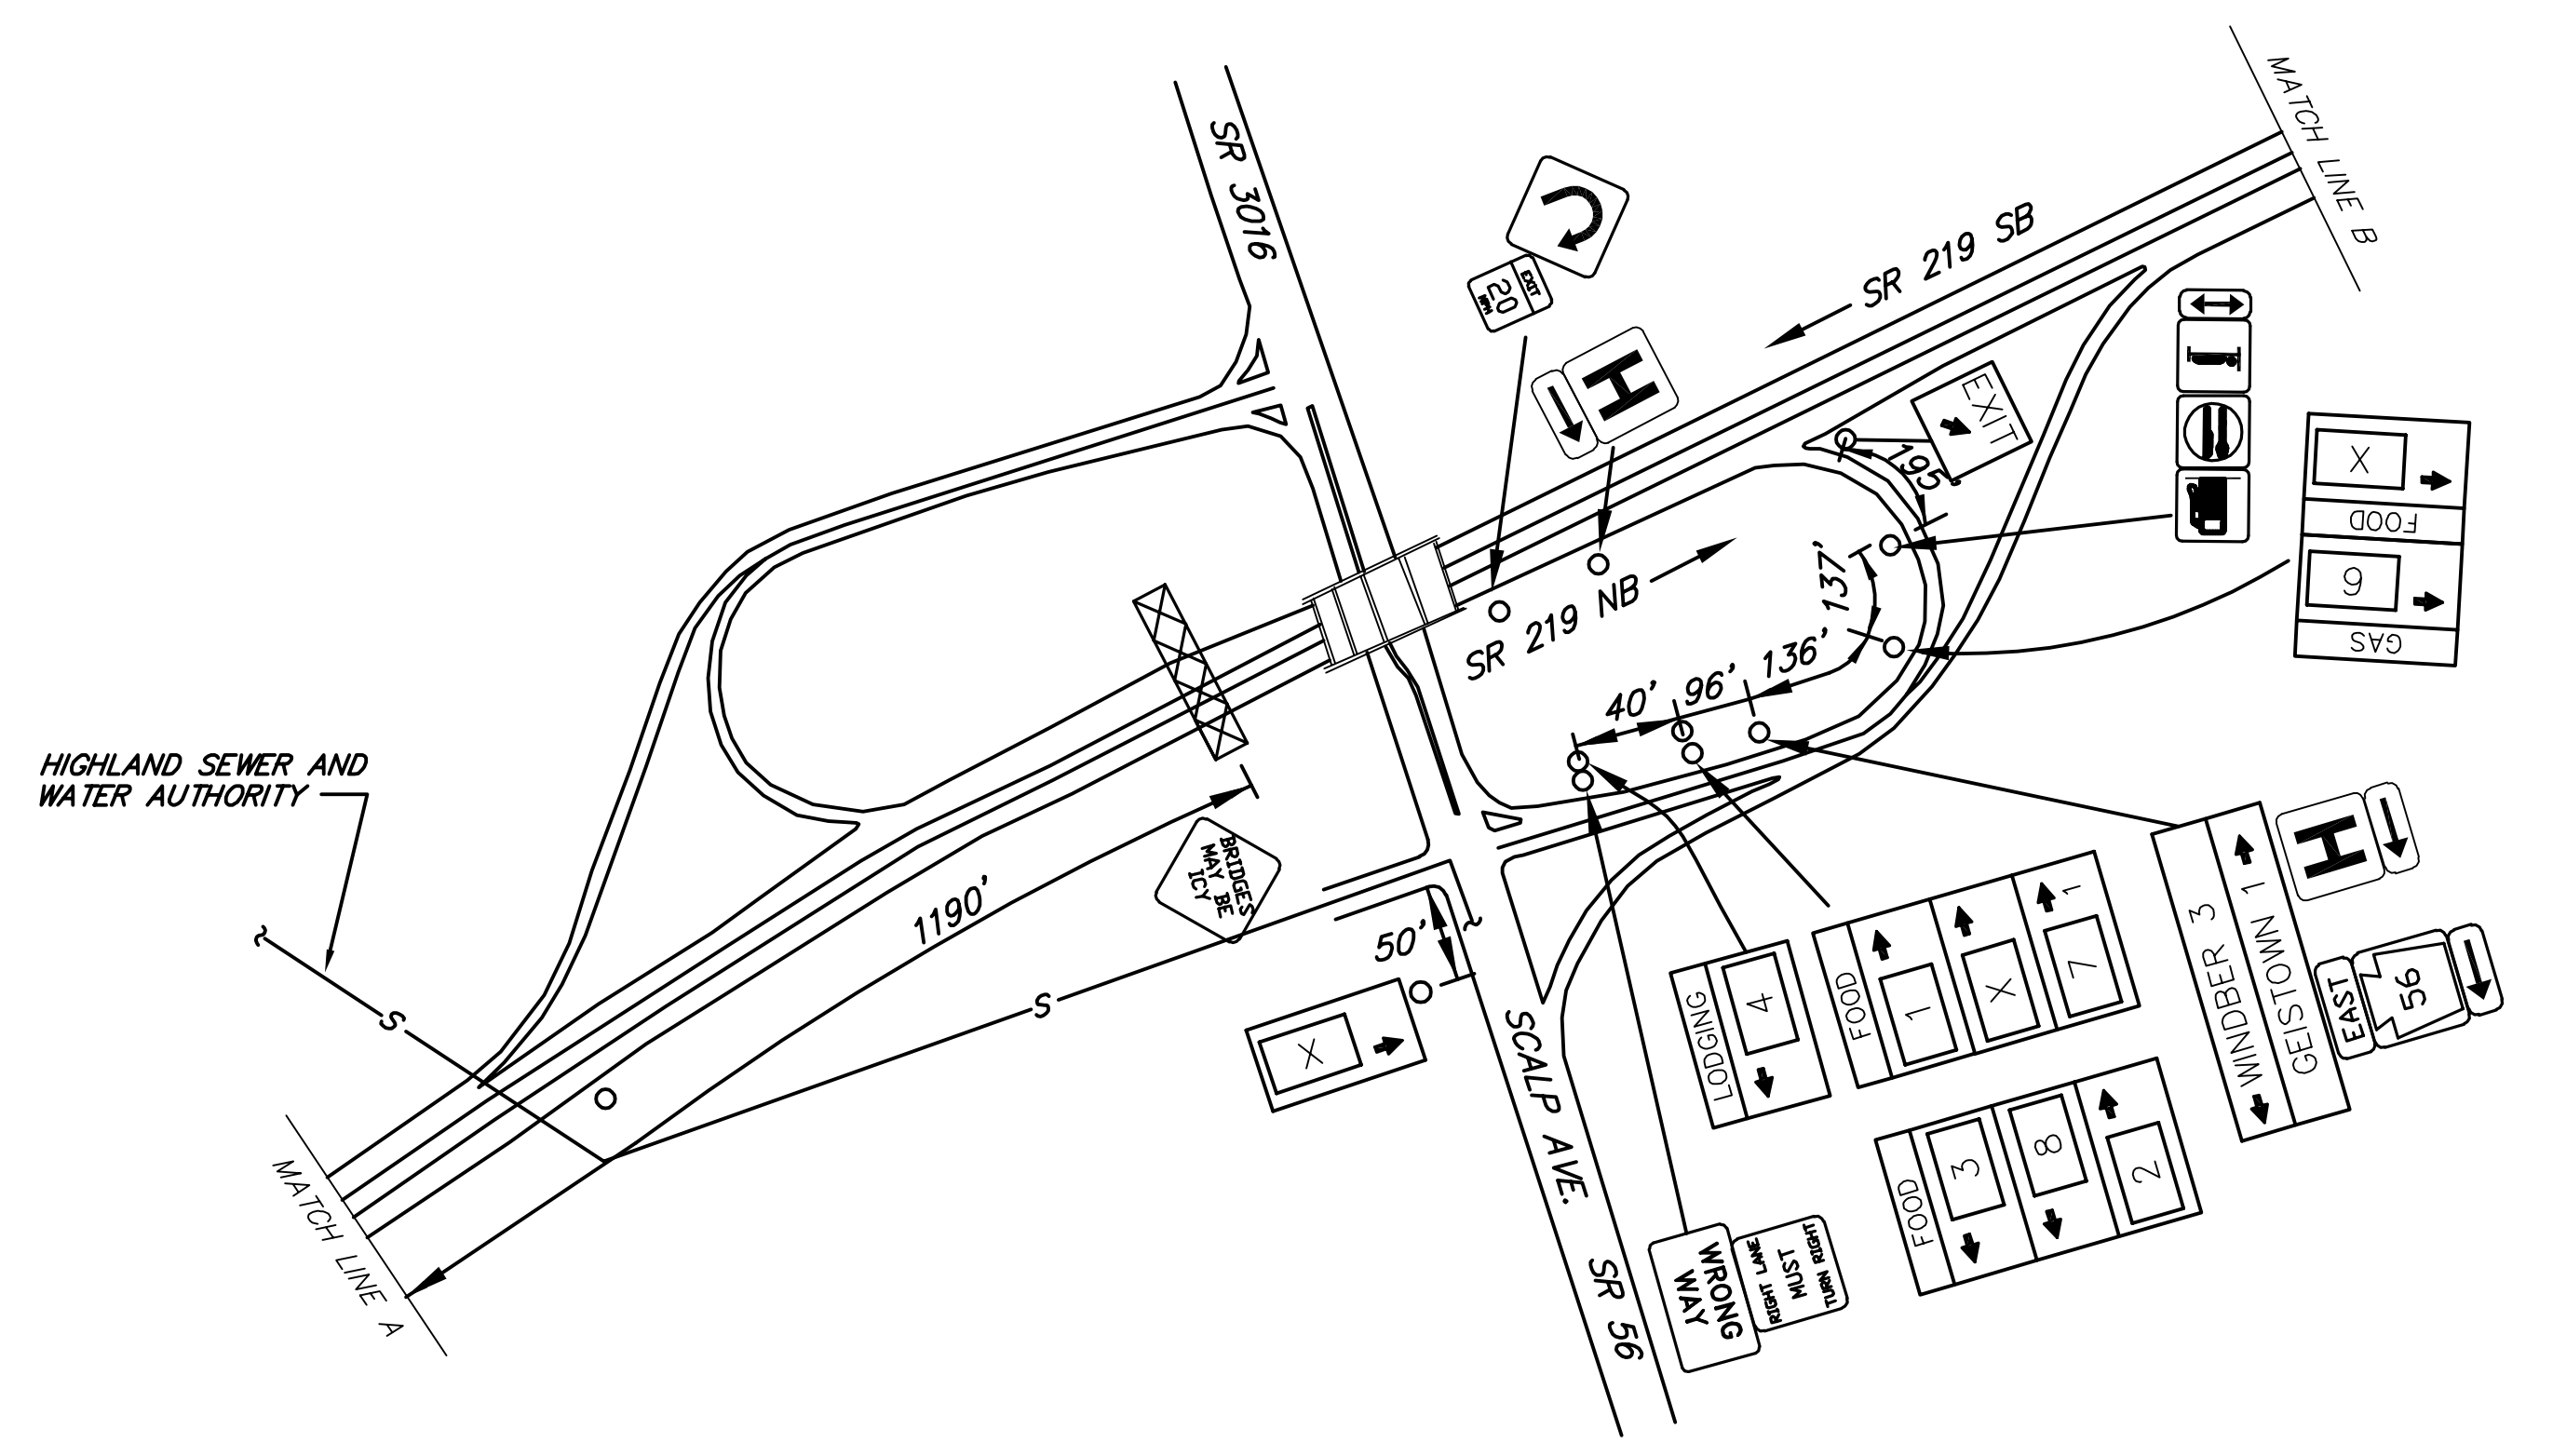 MATCH LINE B
SR 3016
SR 219 SB
EXIT
20
MPH
H
EXIT
195'
X
FOOD
6
GAS
137'
SR 219 NB
136'
96'
40'
HIGHLAND SEWER AND
WATER AUTHORITY
1190'
BRIDGES
MAY BE
ICY
50'
X
S
S
SCALP AVE.
SR 56
MATCH LINE A
LODGING
4
FOOD
1
X
7
1
WINDBER 3
GEISTOWN 1
H
EAST
56
FOOD
3
8
2
WRONG
WAY
RIGHT LANE
MUST
TURN RIGHT